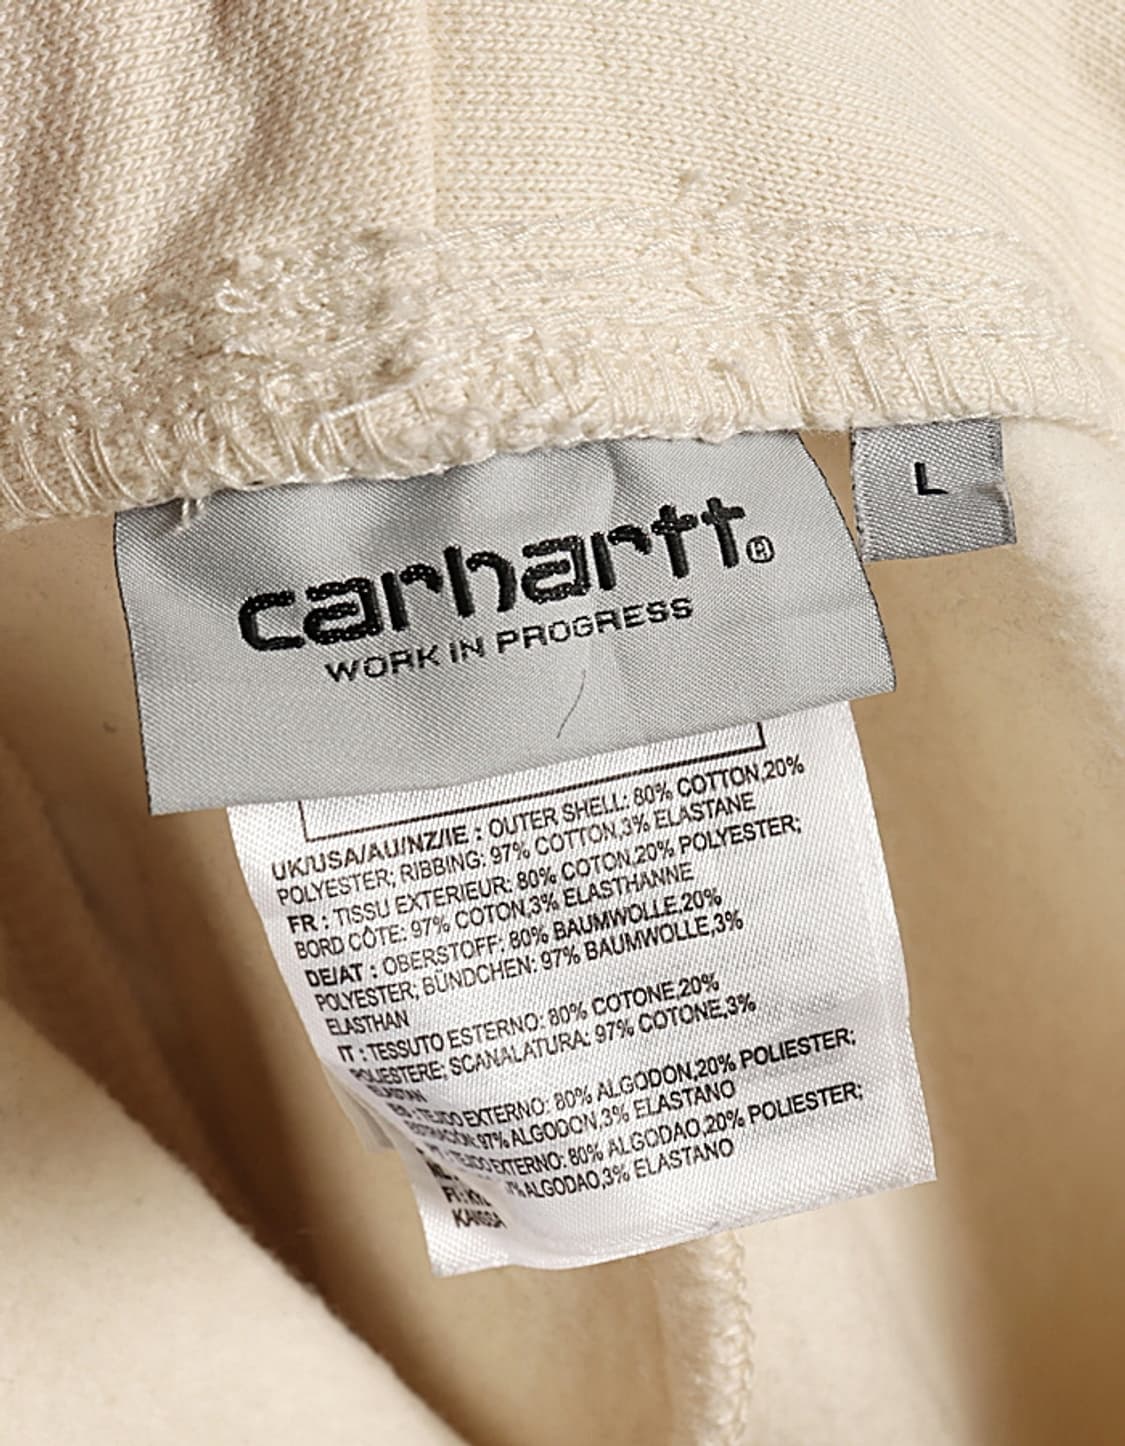 carhartt®
WORK IN PROGRESS
L
UK/USA/AU/NZ/IE : OUTER SHELL: 80% COTTON,20%
POLYESTER; RIBBING: 97% COTTON,3% ELASTANE
FR : TISSU EXTERIEUR: 80% COTON,20% POLYESTER;
BORD CÔTE: 97% COTON,3% ELASTHANNE
DE/AT : OBERSTOFF: 80% BAUMWOLLE,20%
POLYESTER; BÜNDCHEN: 97% BAUMWOLLE,3%
ELASTHAN
IT : TESSUTO ESTERNO: 80% COTONE,20%
POLIESTERE; SCANALATURA: 97% COTONE,3%
ELASTAN
TEJIDO EXTERNO: 80% ALGODON,20% POLIESTER;
97% ALGODON,3% ELASTANO
EXTERNO: 80% ALGODAO,20% POLIESTER;
ALGODAO,3% ELASTANO
KANGSA